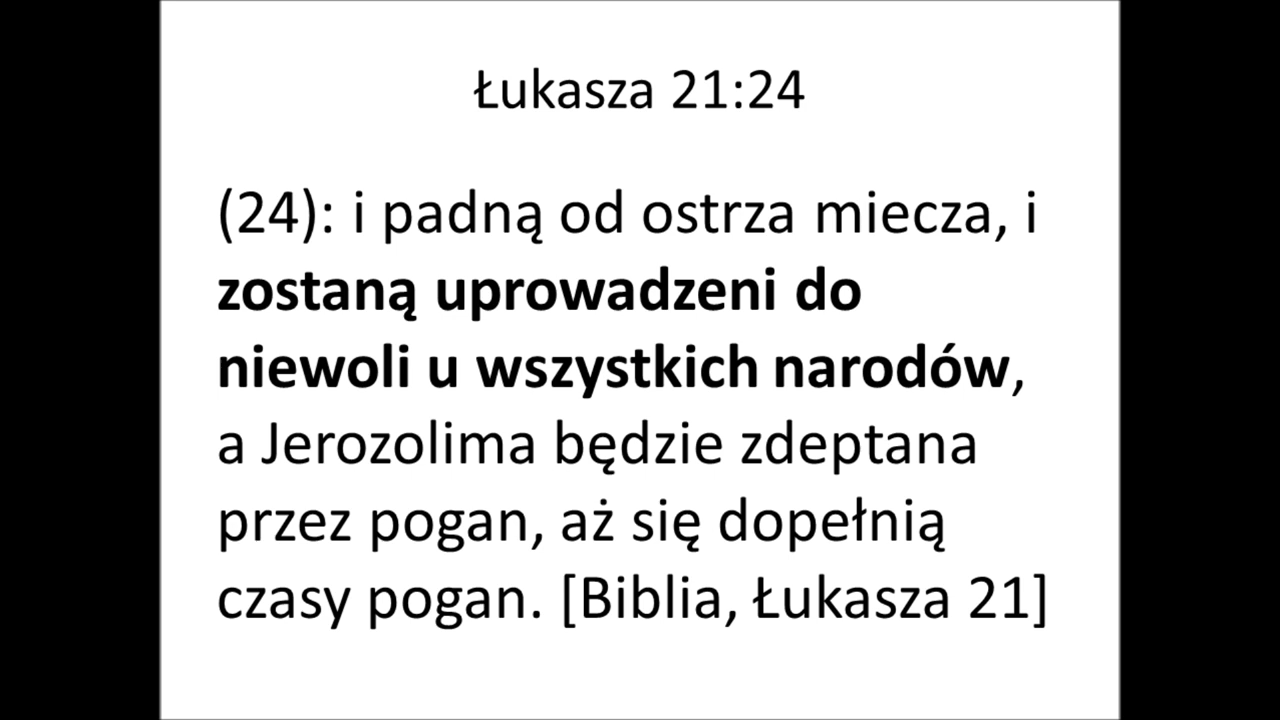 Łukasza 21:24
(24): i padną od ostrza miecza, i
zostaną uprowadzeni do
niewoli u wszystkich narodów,
a Jerozolima będzie zdeptana
przez pogan, aż się dopełnią
czasy pogan. [Biblia, Łukasza 21]